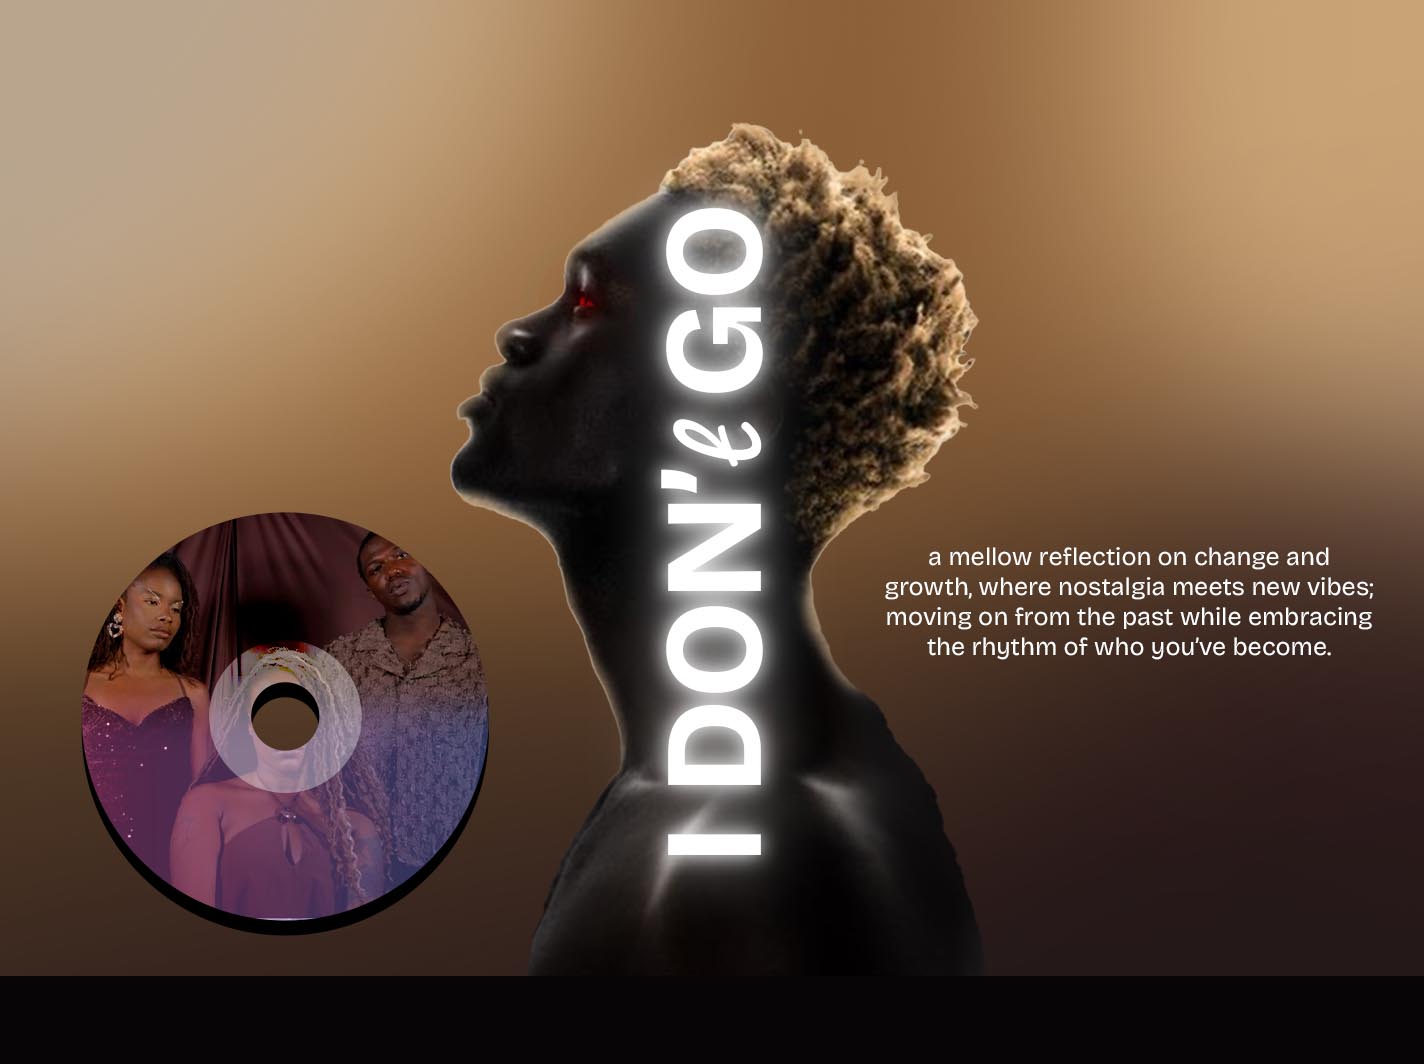 I DON't GO
a mellow reflection on change and
growth, where nostalgia meets new vibes;
moving on from the past while embracing
the rhythm of who you've become.